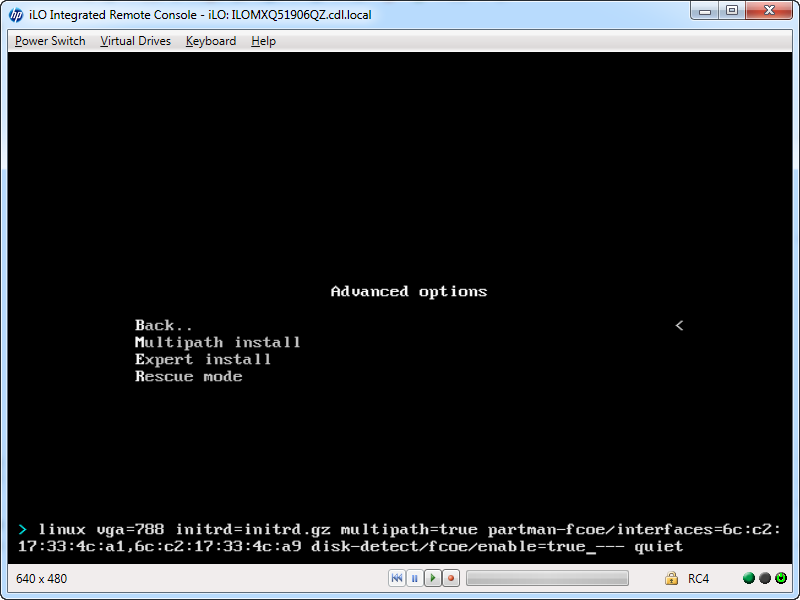 hp iLO Integrated Remote Console - iLO: ILOMXQ51906QZ.cdl.local
Power Switch Virtual Drives Keyboard Help
Advanced options
Back.. <
Multipath install
Expert install
Rescue mode
> linux vga=788 initrd=initrd.gz multipath=true partman-fcoe/interfaces=6c:c2:
17:33:4c:a1,6c:c2:17:33:4c:a9 disk-detect/fcoe/enable=true_--- quiet
640 x 480 RC4